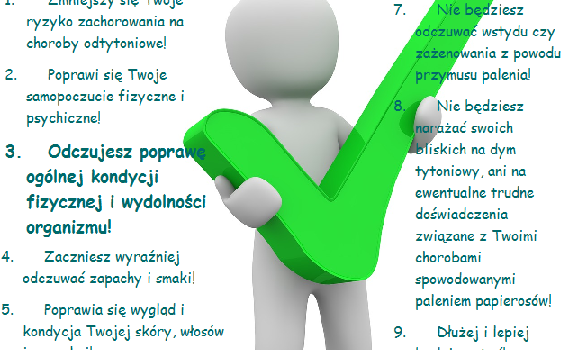 1. Zmniejszy się Twoje
ryzyko zachorowania na
choroby odtytoniowe!
2. Poprawi się Twoje
samopoczucie fizyczne i
psychiczne!
3. Odczujesz poprawę
ogólnej kondycji
fizycznej i wydolności
organizmu!
4. Zaczniesz wyraźniej
odczuwać zapachy i smaki!
5. Poprawia się wygląd i
kondycja Twojej skóry, włosów
7. Nie będziesz
odczuwać wstydu czy
zażenowania z powodu
przymusu palenia!
8. Nie będziesz
narażać swoich
bliskich na dym
tytoniowy, ani na
ewentualne trudne
doświadczenia
związane z Twoimi
chorobami
spowodowanymi
paleniem papierosów!
9. Dłużej i lepiej